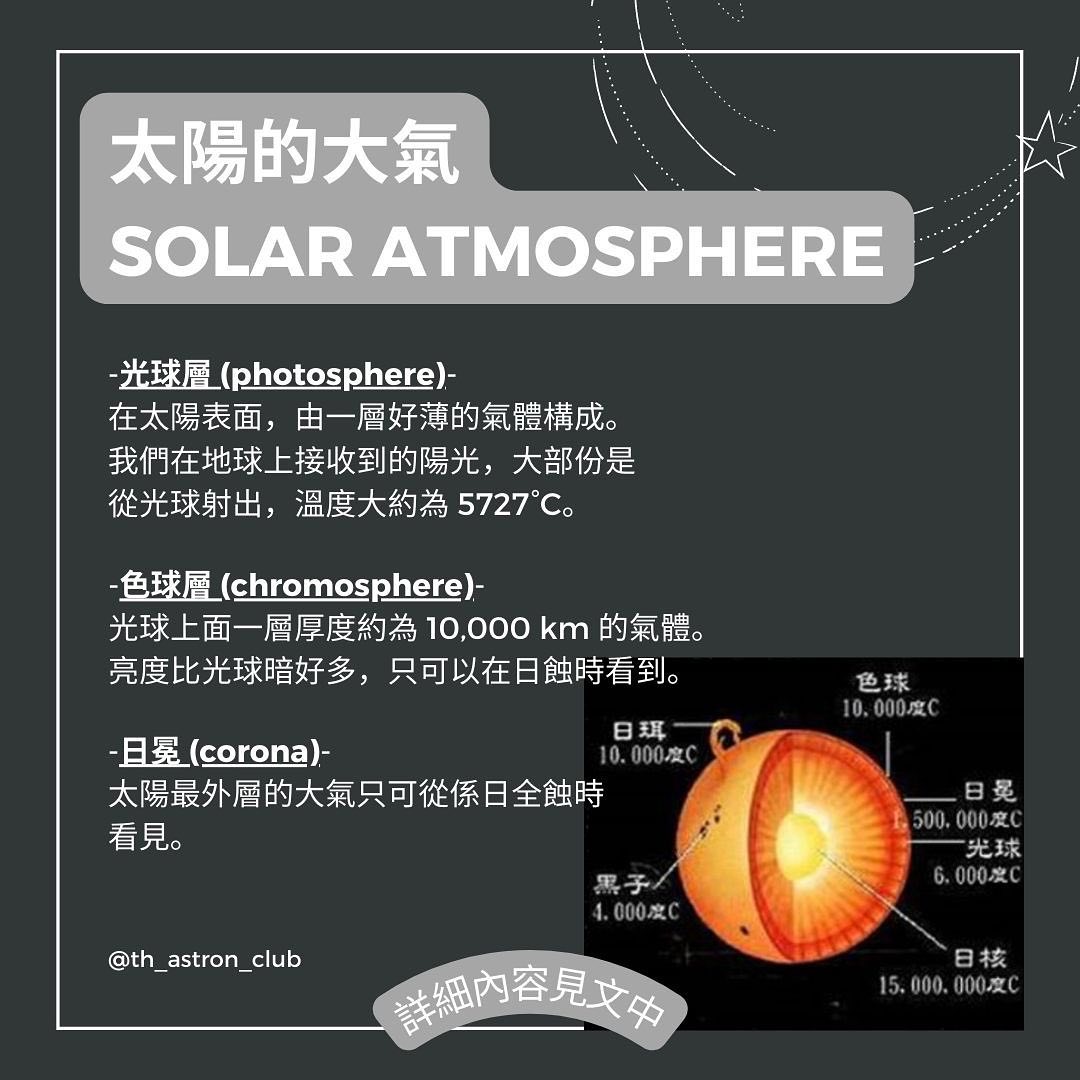 太陽的大氣
SOLAR ATMOSPHERE
-光球層 (photosphere)-
在太陽表面，由一層好薄的氣體構成。
我們在地球上接收到的陽光，大部份是
從光球射出，溫度大約為 5727°C。
-色球層 (chromosphere)-
光球上面一層厚度約為 10,000 km 的氣體。
亮度比光球暗好多，只可以在日蝕時看到。
-日冕 (corona)-
太陽最外層的大氣只可從係日全蝕時
看見。
色球
10.000度C
日珥
10.000度C
日冕
1.500.000度C
光球
6.000度C
黑子
4.000度C
日核
15.000.000度C
@th_astron_club
詳細內容見文中